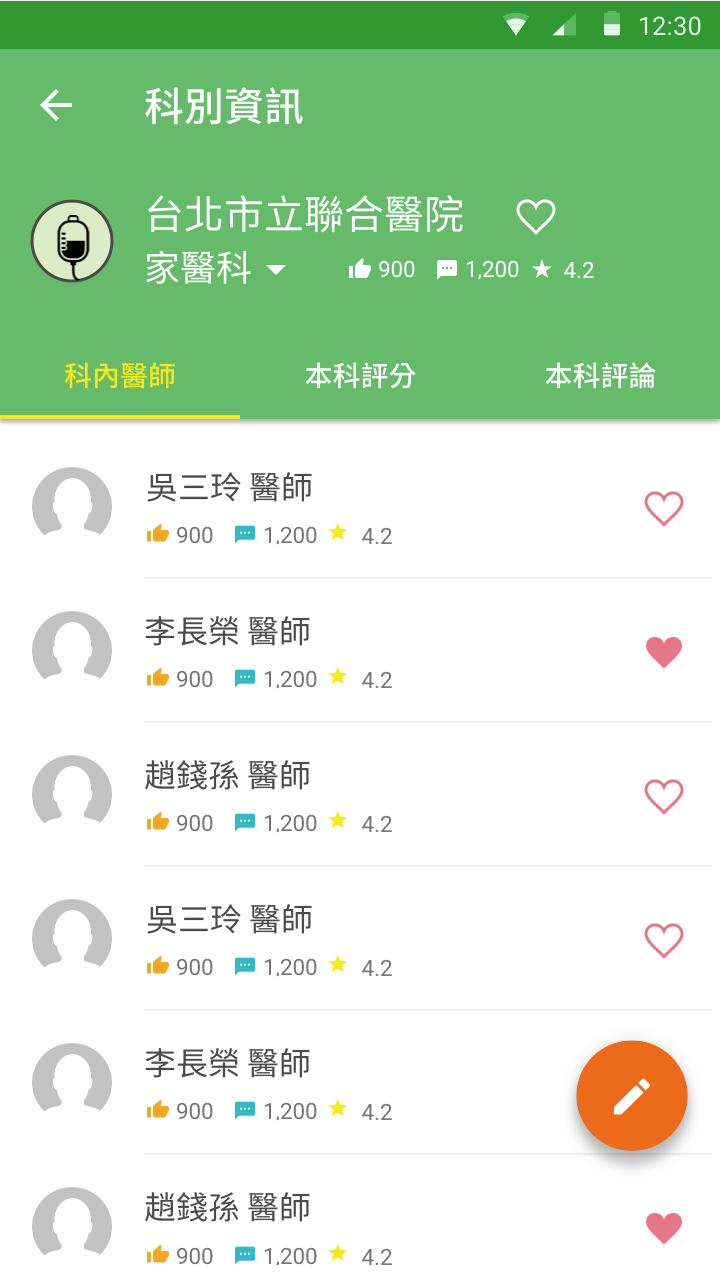 12:30
科別資訊
台北市立聯合醫院
家醫科 900 1,200 4.2
科內醫師 本科評分 本科評論
吳三玲 醫師
900 1,200 4.2
李長榮 醫師
900 1,200 4.2
趙錢孫 醫師
900 1,200 4.2
吳三玲 醫師
900 1,200 4.2
李長榮 醫師
900 1,200 4.2
趙錢孫 醫師
900 1,200 4.2